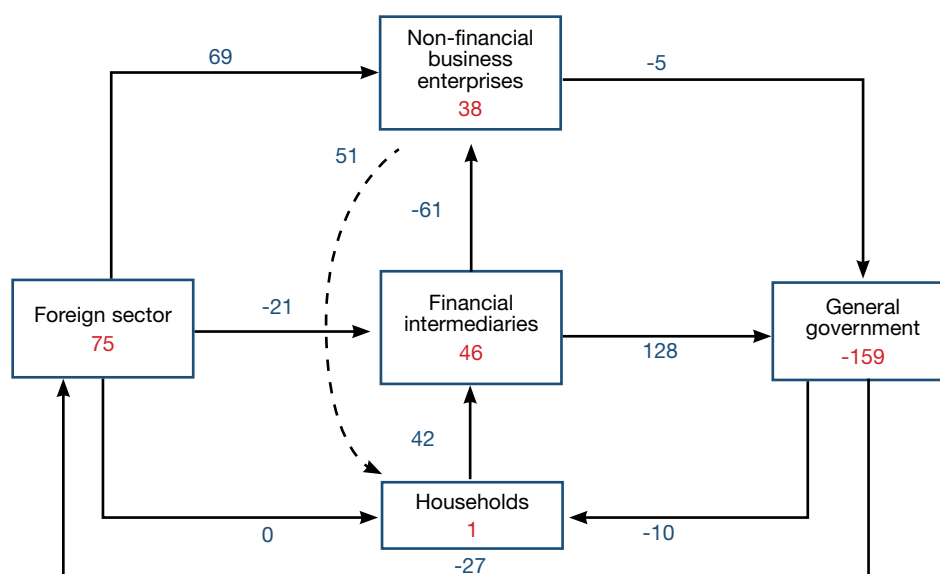 Non-financial
business
enterprises
38
69
-5
51
-61
Foreign sector
75
-21
Financial
intermediaries
46
128
General
government
-159
42
Households
1
0
-10
-27